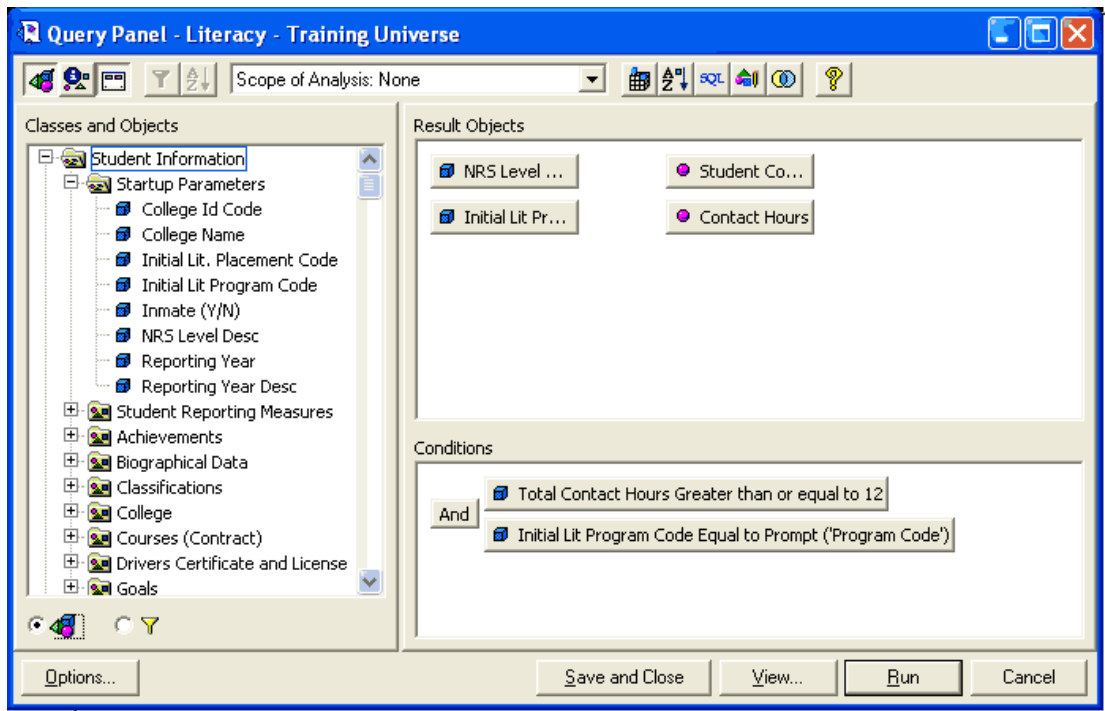 Query Panel - Literacy - Training Universe
SQL
Scope of Analysis: None
Classes and Objects
Student Information
Startup Parameters
College Id Code
College Name
Initial Lit. Placement Code
Initial Lit Program Code
Inmate (Y/N)
NRS Level Desc
Reporting Year
Reporting Year Desc
Student Reporting Measures
Achievements
Biographical Data
Classifications
College
Courses (Contract)
Drivers Certificate and License
Goals
Result Objects
NRS Level ...
Student Co...
Initial Lit Pr...
Contact Hours
Conditions
And
Total Contact Hours Greater than or equal to 12
Initial Lit Program Code Equal to Prompt ('Program Code')
Options...
Save and Close
View...
Run
Cancel